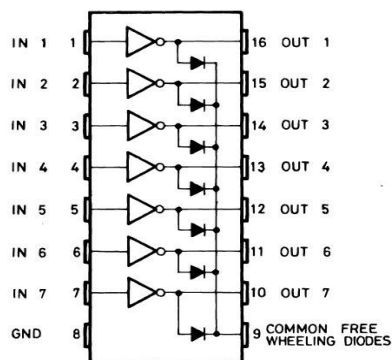 IN 1 1 16 OUT 1
IN 2 2 15 OUT 2
IN 3 3 14 OUT 3
IN 4 4 13 OUT 4
IN 5 5 12 OUT 5
IN 6 6 11 OUT 6
IN 7 7 10 OUT 7
GND 8 9 COMMON FREE
WHEELING DIODES